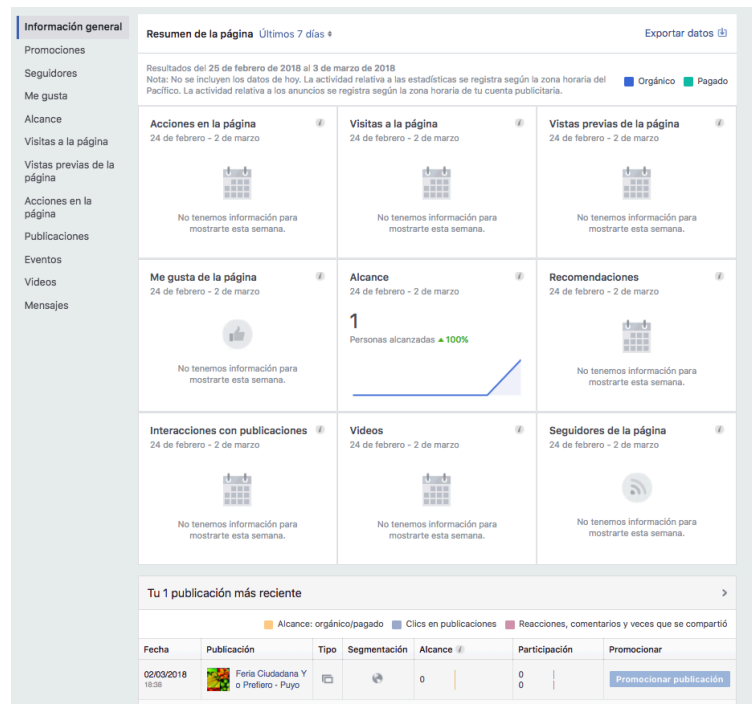 Información general
Promociones
Seguidores
Me gusta
Alcance
Visitas a la página
Vistas previas de la
página
Acciones en la
página
Publicaciones
Eventos
Videos
Mensajes
Resumen de la página Últimos 7 días
Exportar datos
Resultados del 25 de febrero de 2018 al 3 de marzo de 2018
Nota: No se incluyen los datos de hoy. La actividad relativa a las estadísticas se registra según la zona horaria del
Pacífico. La actividad relativa a los anuncios se registra según la zona horaria de tu cuenta publicitaria.
Orgánico Pagado
Acciones en la página
24 de febrero - 2 de marzo
No tenemos información para
mostrarte esta semana.
Visitas a la página
24 de febrero - 2 de marzo
No tenemos información para
mostrarte esta semana.
Vistas previas de la página
24 de febrero - 2 de marzo
No tenemos información para
mostrarte esta semana.
Me gusta de la página
24 de febrero - 2 de marzo
No tenemos información para
mostrarte esta semana.
Alcance
24 de febrero - 2 de marzo
1
Personas alcanzadas ▲100%
Recomendaciones
24 de febrero - 2 de marzo
No tenemos información para
mostrarte esta semana.
Interacciones con publicaciones
24 de febrero - 2 de marzo
No tenemos información para
mostrarte esta semana.
Videos
24 de febrero - 2 de marzo
No tenemos información para
mostrarte esta semana.
Seguidores de la página
24 de febrero - 2 de marzo
No tenemos información para
mostrarte esta semana.
Tu 1 publicación más reciente
Alcance: orgánico/pagado Clics en publicaciones Reacciones, comentarios y veces que se compartió
Fecha Publicación Tipo Segmentación Alcance Participación Promocionar
02/03/2018
18:38
Feria Ciudadana Y
o Prefiero - Puyo
0
0
0
Promocionar publicación